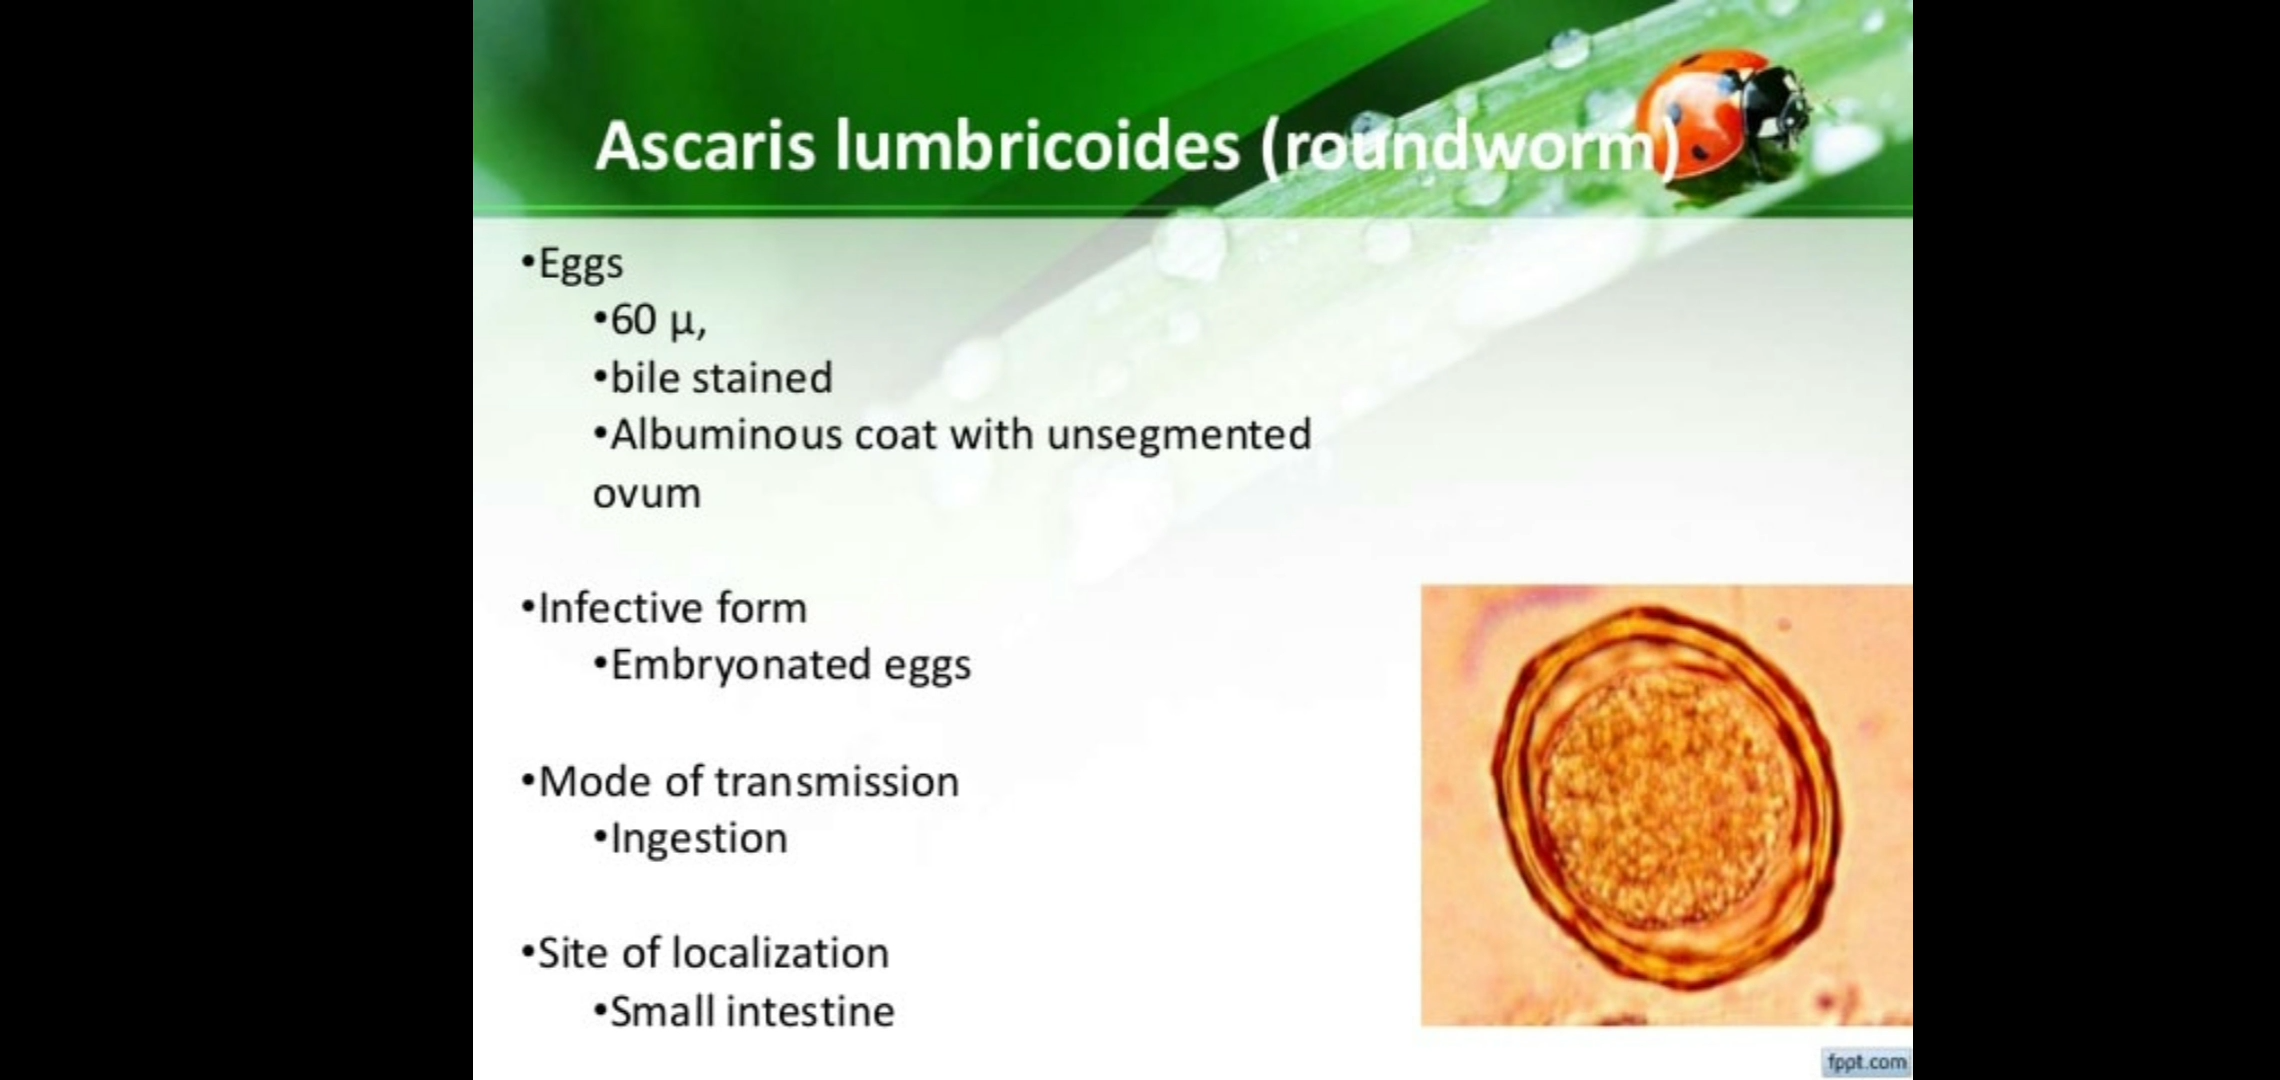 Ascaris lumbricoides (roundworm)
•Eggs
•60 μ,
•bile stained
•Albuminous coat with unsegmented
ovum
•Infective form
•Embryonated eggs
•Mode of transmission
•Ingestion
•Site of localization
•Small intestine
fppt.com